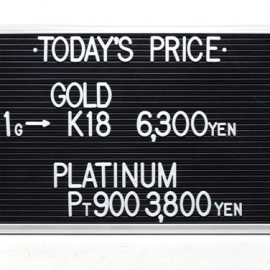 ·TODAY'S PRICE·
GOLD
1G→ K18 6,300YEN
PLATINUM
PT900 3,800YEN